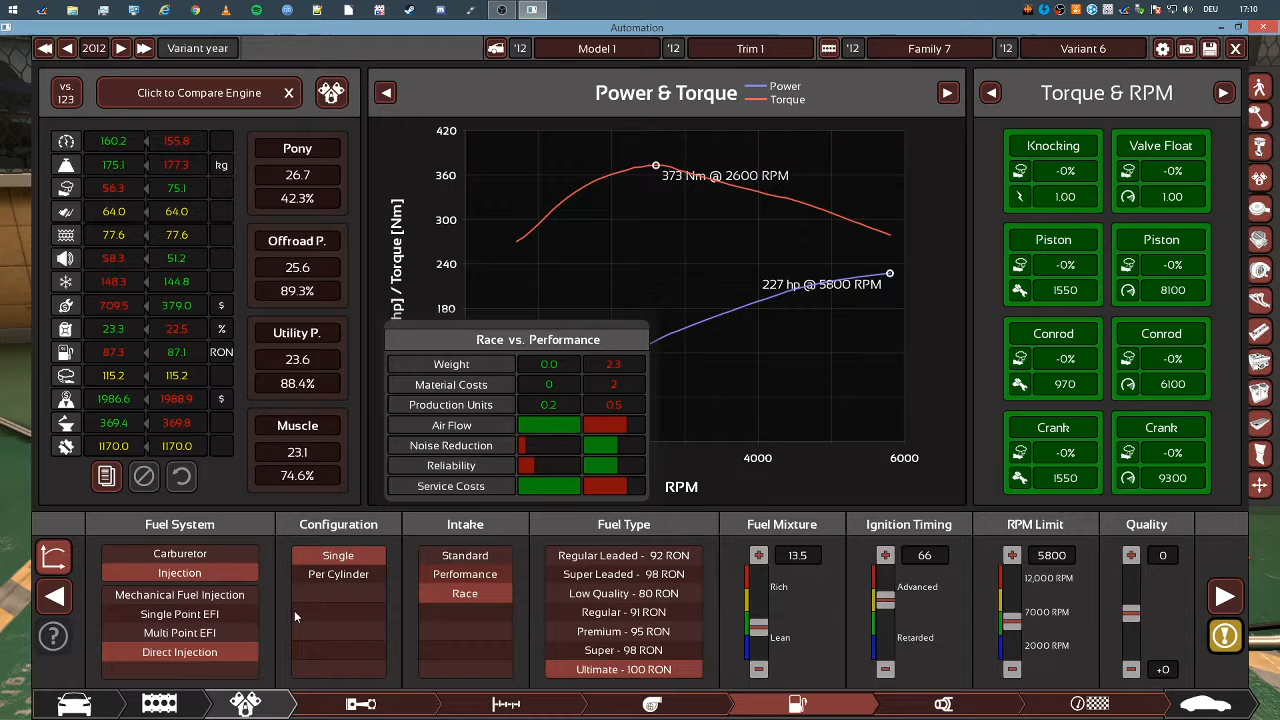 DEU 17:10
Automation
2012 Variant year '12 Model 1 '12 Trim 1 '12 Family 7 '12 Variant 6
vs.
123
Click to Compare Engine X
160.2 155.8
175.1 177.3 kg
56.3 75.1
64.0 64.0
77.6 77.6
58.3 51.2
148.3 144.8
709.5 379.0 $
23.3 22.5 %
87.3 87.1 RON
115.2 115.2
1986.6 1988.9 $
369.4 369.8
1170.0 1170.0
Pony
26.7
42.3%
Offroad P.
25.6
89.3%
Utility P.
23.6
88.4%
Muscle
23.1
74.6%
Power & Torque
Power
Torque
420
360
300
240
180
hp] / Torque [Nm]
373 Nm @ 2600 RPM
227 hp @ 5800 RPM
4000 6000
RPM
Race vs. Performance
Weight 0.0 2.3
Material Costs 0 2
Production Units 0.2 0.5
Air Flow
Noise Reduction
Reliability
Service Costs
Torque & RPM
Knocking Valve Float
-0% -0%
1.00 1.00
Piston Piston
-0% -0%
1550 8100
Conrod Conrod
-0% -0%
970 6100
Crank Crank
-0% -0%
1550 9300
Fuel System
Carburetor
Injection
Mechanical Fuel Injection
Single Point EFI
Multi Point EFI
Direct Injection
Configuration
Single
Per Cylinder
Intake
Standard
Performance
Race
Fuel Type
Regular Leaded - 92 RON
Super Leaded - 98 RON
Low Quality - 80 RON
Regular - 91 RON
Premium - 95 RON
Super - 98 RON
Ultimate - 100 RON
Fuel Mixture
13.5
Rich
Lean
Ignition Timing
66
Advanced
Retarded
RPM Limit
5800
12,000 RPM
7000 RPM
2000 RPM
Quality
0
+0